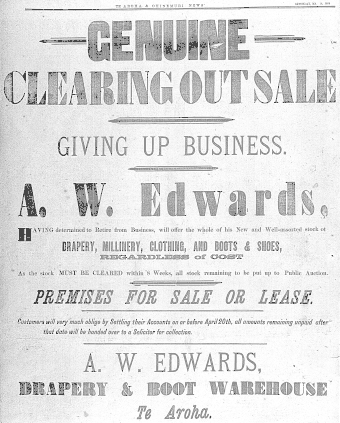 TE AROHA & OHINEMURI NEWS
GENUINE
CLEARING OUT SALE
GIVING UP BUSINESS.
A. W. Edwards,
HAVING determined to Retire from Business, will offer the whole of his New and Well-assorted stock of
DRAPERY, MILLINERY, CLOTHING, AND BOOTS & SHOES,
REGARDLESS OF COST
As the stock MUST BE CLEARED within 6 Weeks, all stock remaining to be put up to Public Auction.
PREMISES FOR SALE OR LEASE.
Customers will very much oblige by Settling their Accounts on or before April 20th, all amounts remaining unpaid after
that date will be handed over to a Solicitor for collection.
A. W. EDWARDS,
DRAPERY & BOOT WAREHOUSE
Te Aroha.